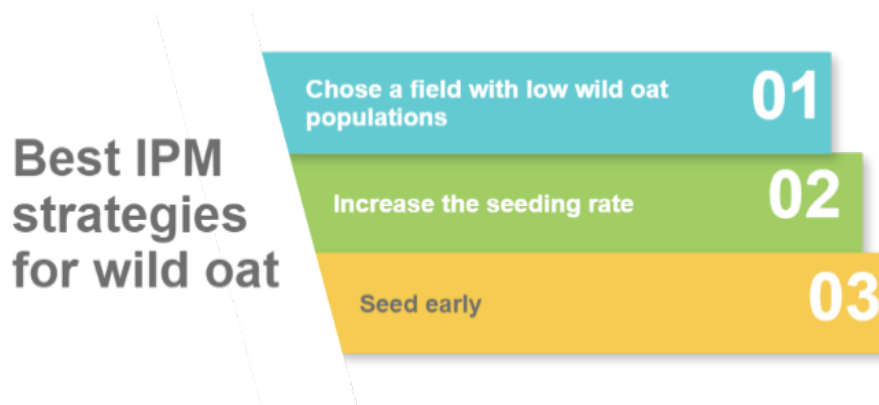 Best IPM
strategies
for wild oat
Chose a field with low wild oat
populations
01
Increase the seeding rate
02
Seed early
03